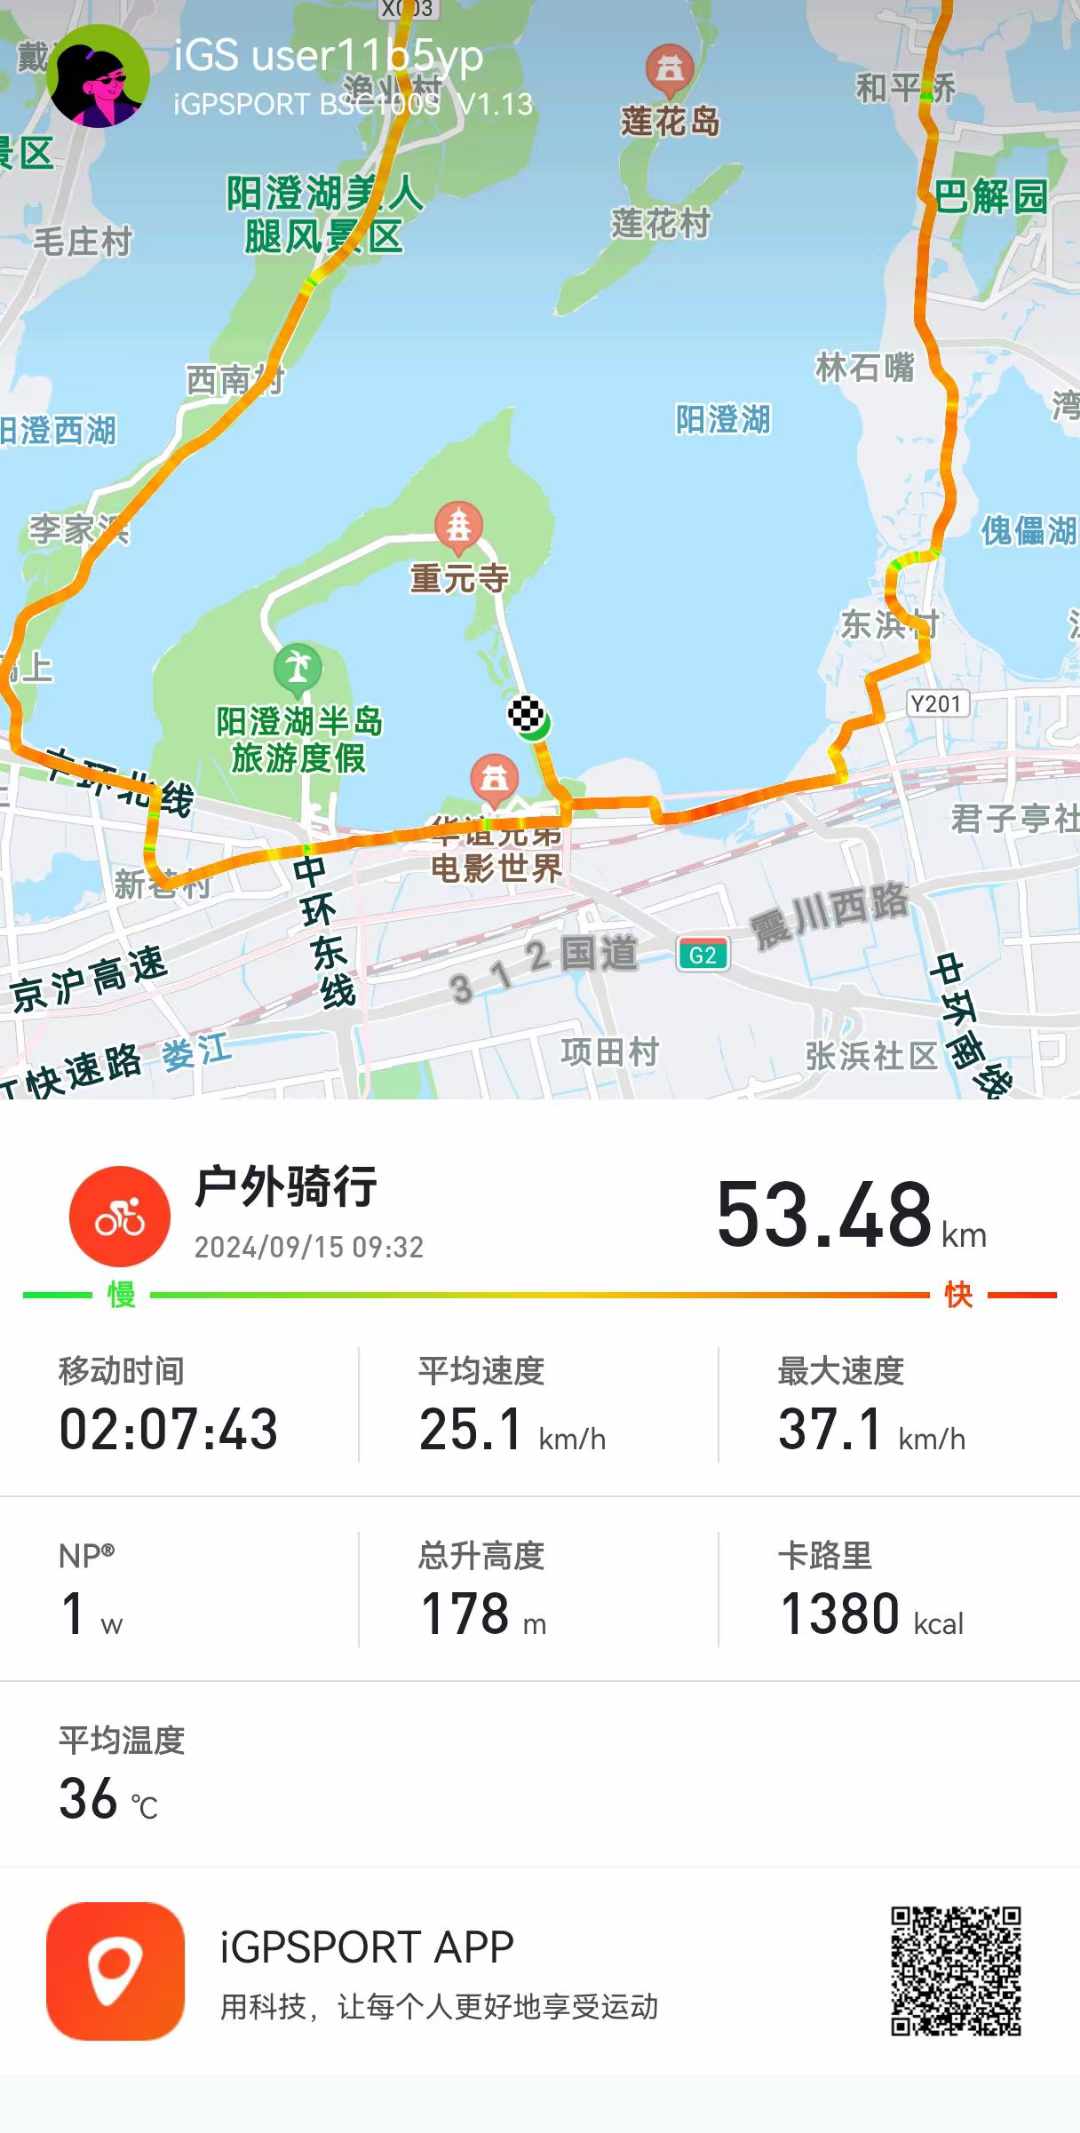 X003
戴
iGS user11b5yp
渔业村
iGPSPORT BSC100S V1.13
莲花岛
和平桥
景区
阳澄湖美人
腿风景区
巴解园
毛庄村
莲花村
西南村
林石嘴
阳澄湖
湾
阳澄西湖
李家浜
傀儡湖
重元寺
东浜村
上
Y201
阳澄湖半岛
旅游度假
中环北线
君子亭社
华谊兄弟
电影世界
新巷村
中环东线
震川西路
312国道
G2
京沪高速
中环南线
娄江
项田村
张浜社区
江快速路
户外骑行
53.48 km
2024/09/15 09:32
慢
快
移动时间
平均速度
最大速度
02:07:43
25.1 km/h
37.1 km/h
NP®
总升高度
卡路里
1 w
178 m
1380 kcal
平均温度
36 ℃
iGPSPORT APP
用科技，让每个人更好地享受运动